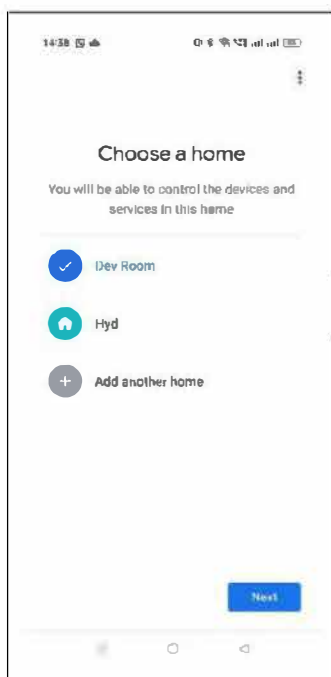 14:38
Choose a home
You will be able to control the devices and
services in this home
Dev Room
Hyd
Add another home
Next